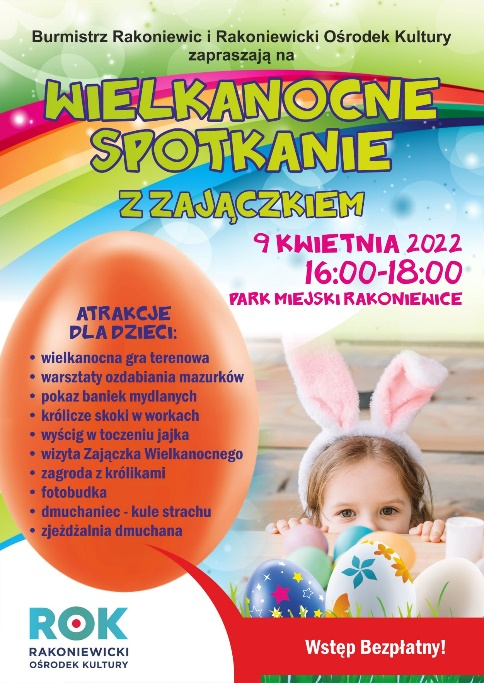 Burmistrz Rakoniewic i Rakoniewicki Ośrodek Kultury
zapraszają na
WIELKANOCNE
SPOTKANIE
Z ZAJĄCZKIEM
9 KWIETNIA 2022
16:00-18:00
PARK MIEJSKI RAKONIEWICE
ATRAKCJE
DLA DZIECI:
• wielkanocna gra terenowa
• warsztaty ozdabiania mazurków
• pokaz baniek mydlanych
• królicze skoki w workach
• wyścig w toczeniu jajka
• wizyta Zajączka Wielkanocnego
• zagroda z królikami
• fotobudka
• dmuchaniec - kule strachu
• zjeżdżalnia dmuchana
ROK
RAKONIEWICKI
OŚRODEK KULTURY
Wstęp Bezpłatny!